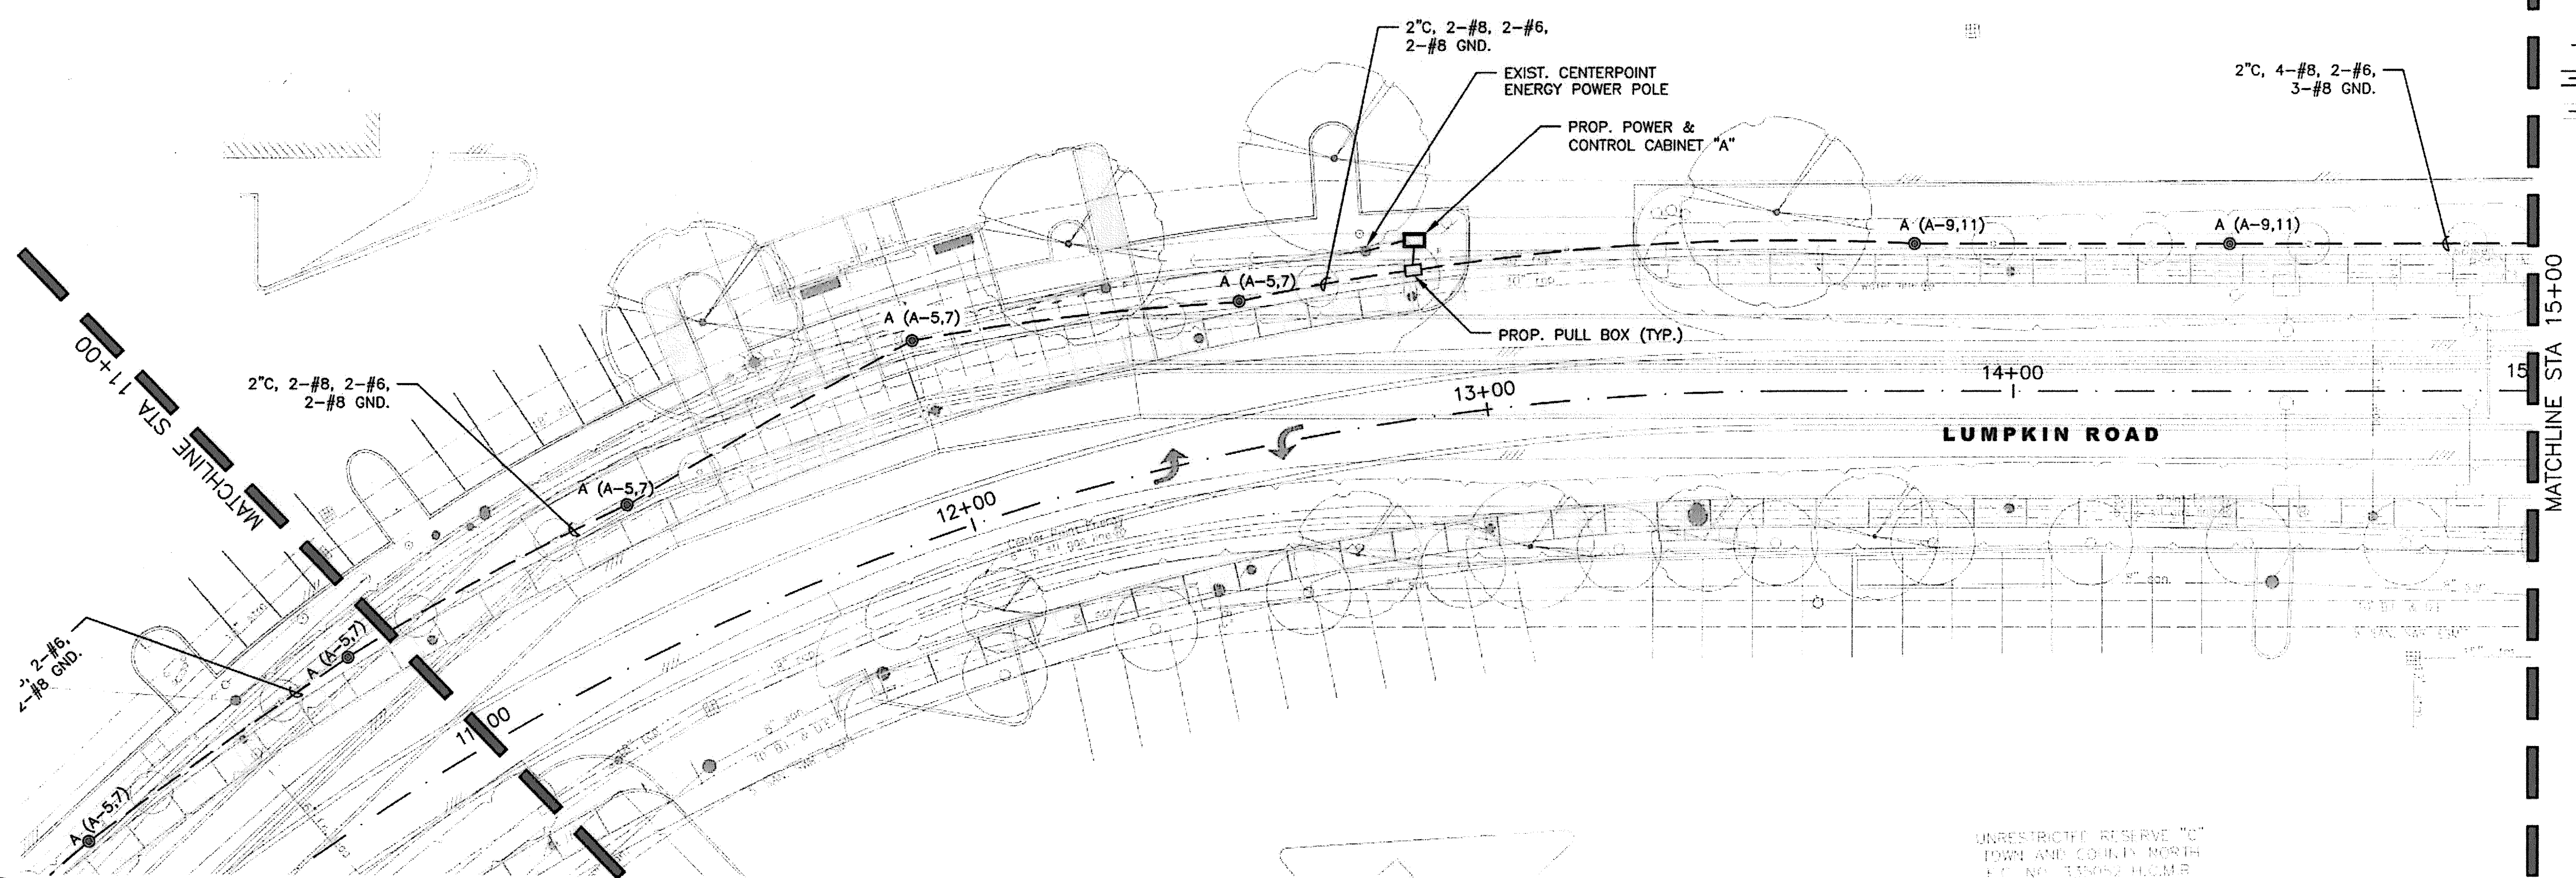 2"C, 2-#8, 2-#6,
2-#8 GND.
EXIST. CENTERPOINT
ENERGY POWER POLE
PROP. POWER &
CONTROL CABINET "A"
2"C, 4-#8, 2-#6,
3-#8 GND.
A (A-9,11)
A (A-9,11)
A (A-5,7)
A (A-5,7)
PROP. PULL BOX (TYP.)
MATCHLINE STA 11+00
2"C, 2-#8, 2-#6,
2-#8 GND.
A (A-5,7)
13+00
14+00
15
LUMPKIN ROAD
MATCHLINE STA 15+00
12+00
Center Point Energy
2-#6,
-#8 GND.
A (A-5,7)
11 00
A (A-5,7)
UNRESTRICTED RESERVE "C"
TOWN AND COUNTY NORTH
H.C.M.R.